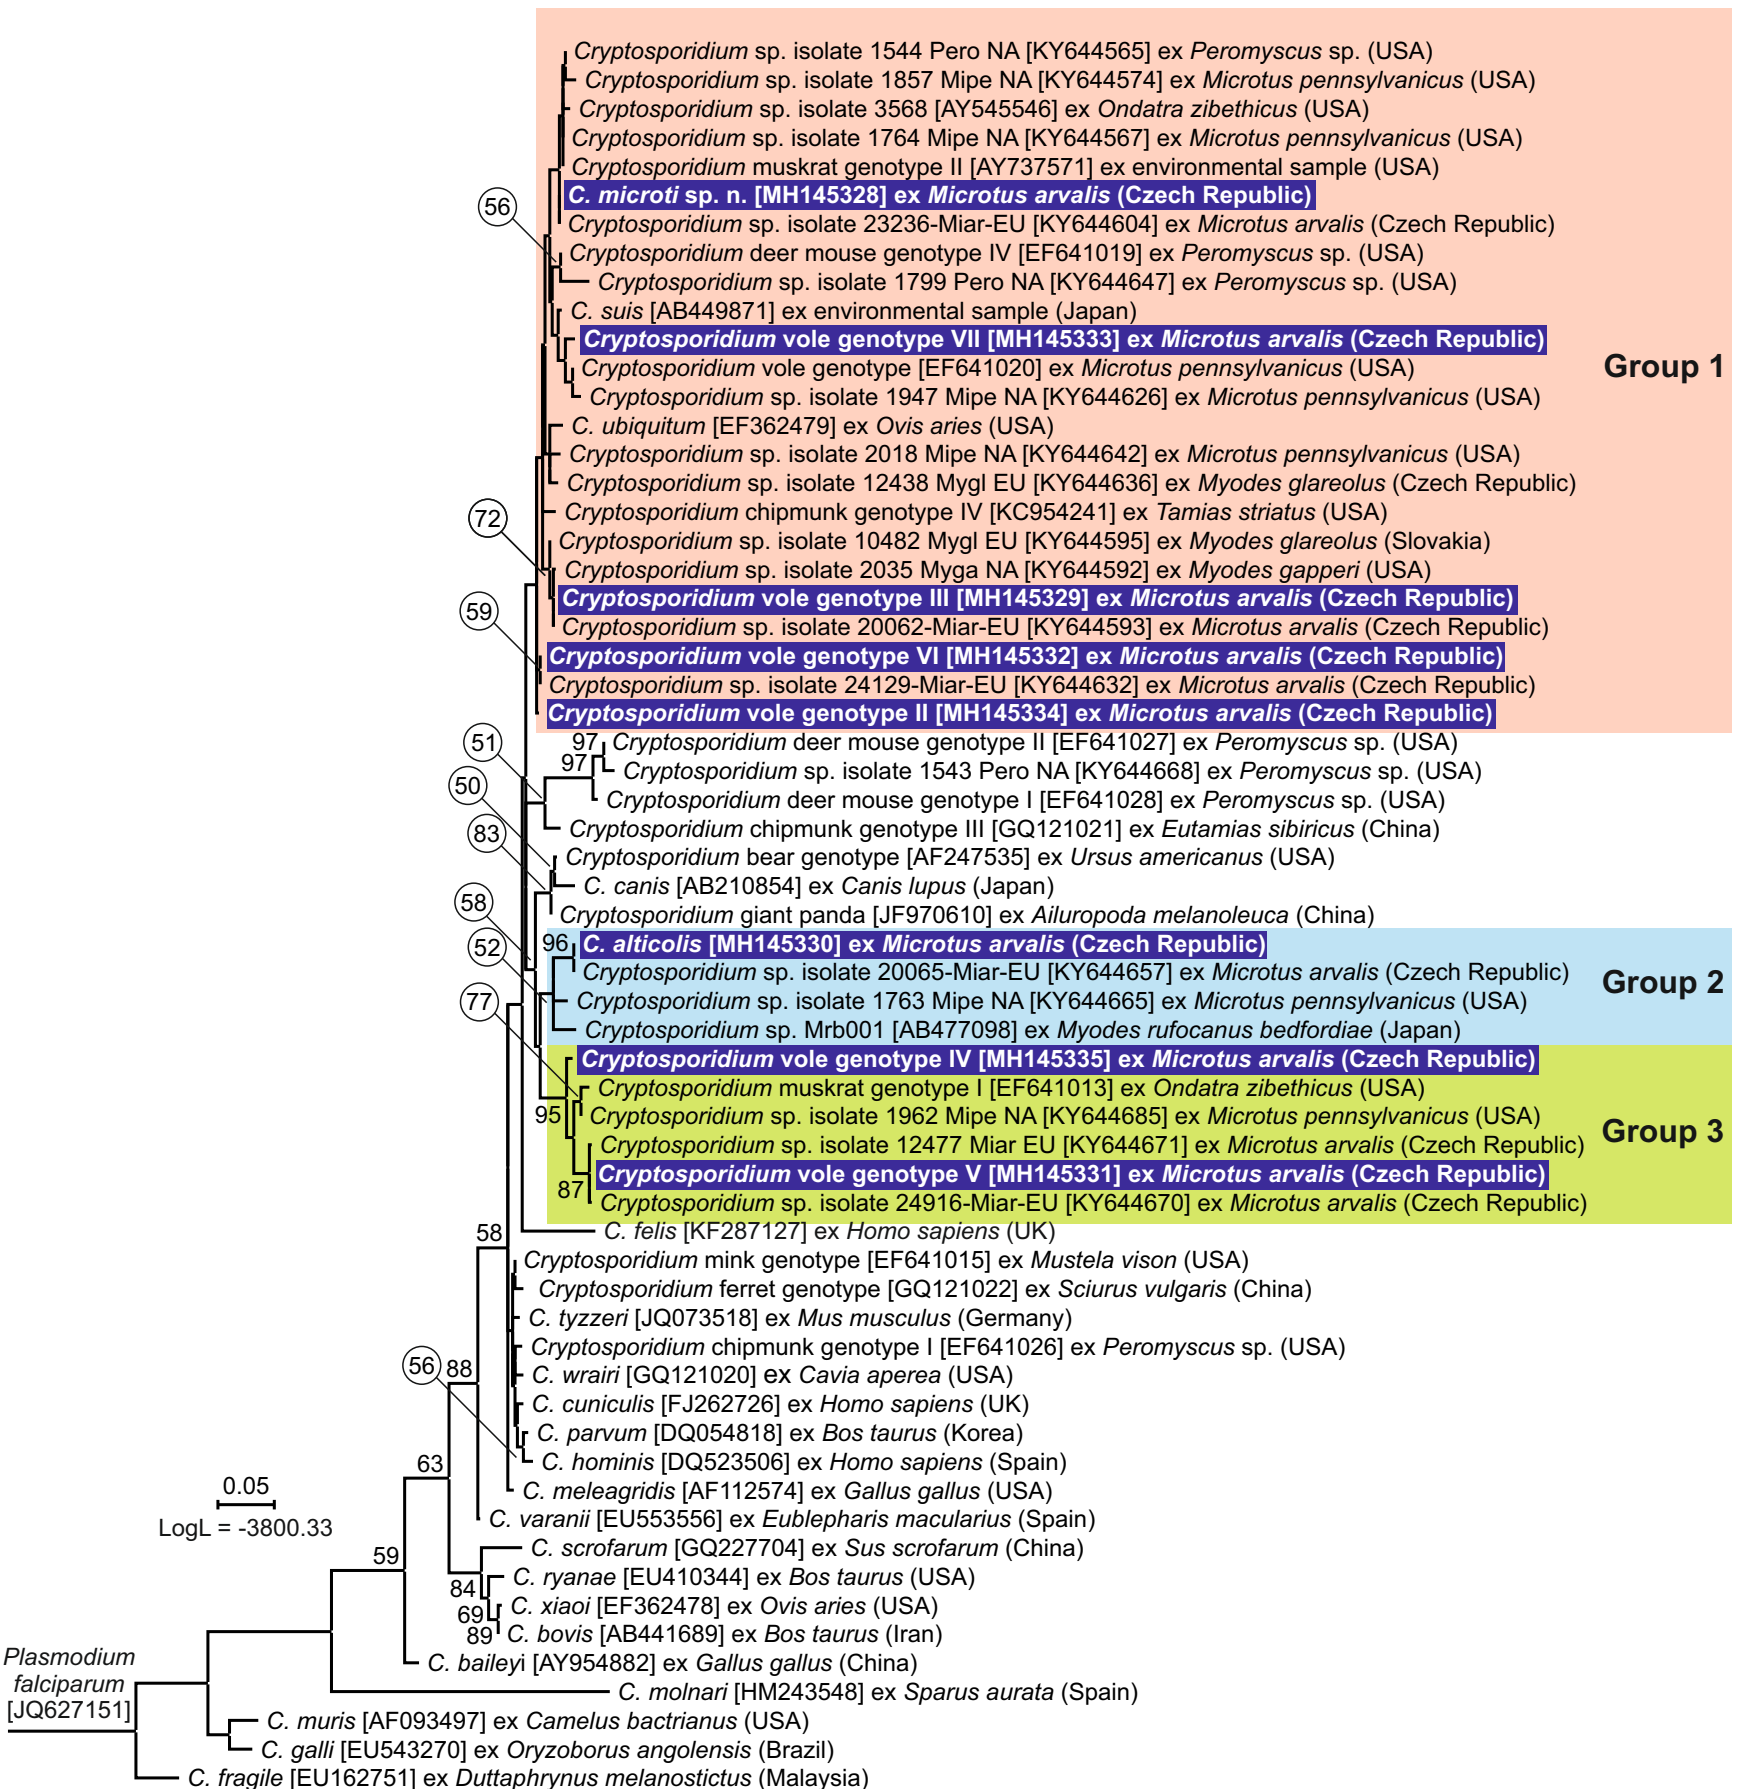 Cryptosporidium sp. isolate 1544 Pero NA [KY644565] ex Peromyscus sp. (USA)
Cryptosporidium sp. isolate 1857 Mipe NA [KY644574] ex Microtus pennsylvanicus (USA)
Cryptosporidium sp. isolate 3568 [AY545546] ex Ondatra zibethicus (USA)
Cryptosporidium sp. isolate 1764 Mipe NA [KY644567] ex Microtus pennsylvanicus (USA)
Cryptosporidium muskrat genotype II [AY737571] ex environmental sample (USA)
C. microti sp. n. [MH145328] ex Microtus arvalis (Czech Republic)
56
Cryptosporidium sp. isolate 23236-Miar-EU [KY644604] ex Microtus arvalis (Czech Republic)
Cryptosporidium deer mouse genotype IV [EF641019] ex Peromyscus sp. (USA)
Cryptosporidium sp. isolate 1799 Pero NA [KY644647] ex Peromyscus sp. (USA)
C. suis [AB449871] ex environmental sample (Japan)
Cryptosporidium vole genotype VII [MH145333] ex Microtus arvalis (Czech Republic)
Group 1
Cryptosporidium vole genotype [EF641020] ex Microtus pennsylvanicus (USA)
Cryptosporidium sp. isolate 1947 Mipe NA [KY644626] ex Microtus pennsylvanicus (USA)
C. ubiquitum [EF362479] ex Ovis aries (USA)
Cryptosporidium sp. isolate 2018 Mipe NA [KY644642] ex Microtus pennsylvanicus (USA)
Cryptosporidium sp. isolate 12438 Mygl EU [KY644636] ex Myodes glareolus (Czech Republic)
72
Cryptosporidium chipmunk genotype IV [KC954241] ex Tamias striatus (USA)
Cryptosporidium sp. isolate 10482 Mygl EU [KY644595] ex Myodes glareolus (Slovakia)
Cryptosporidium sp. isolate 2035 Myga NA [KY644592] ex Myodes gapperi (USA)
Cryptosporidium vole genotype III [MH145329] ex Microtus arvalis (Czech Republic)
59
Cryptosporidium sp. isolate 20062-Miar-EU [KY644593] ex Microtus arvalis (Czech Republic)
Cryptosporidium vole genotype VI [MH145332] ex Microtus arvalis (Czech Republic)
Cryptosporidium sp. isolate 24129-Miar-EU [KY644632] ex Microtus arvalis (Czech Republic)
Cryptosporidium vole genotype II [MH145334] ex Microtus arvalis (Czech Republic)
51
97
Cryptosporidium deer mouse genotype II [EF641027] ex Peromyscus sp. (USA)
97
Cryptosporidium sp. isolate 1543 Pero NA [KY644668] ex Peromyscus sp. (USA)
50
Cryptosporidium deer mouse genotype I [EF641028] ex Peromyscus sp. (USA)
83
Cryptosporidium chipmunk genotype III [GQ121021] ex Eutamias sibiricus (China)
Cryptosporidium bear genotype [AF247535] ex Ursus americanus (USA)
C. canis [AB210854] ex Canis lupus (Japan)
58
Cryptosporidium giant panda [JF970610] ex Ailuropoda melanoleuca (China)
52
96
C. alticolis [MH145330] ex Microtus arvalis (Czech Republic)
Cryptosporidium sp. isolate 20065-Miar-EU [KY644657] ex Microtus arvalis (Czech Republic)
Group 2
77
Cryptosporidium sp. isolate 1763 Mipe NA [KY644665] ex Microtus pennsylvanicus (USA)
Cryptosporidium sp. Mrb001 [AB477098] ex Myodes rufocanus bedfordiae (Japan)
Cryptosporidium vole genotype IV [MH145335] ex Microtus arvalis (Czech Republic)
Cryptosporidium muskrat genotype I [EF641013] ex Ondatra zibethicus (USA)
95
Cryptosporidium sp. isolate 1962 Mipe NA [KY644685] ex Microtus pennsylvanicus (USA)
Group 3
Cryptosporidium sp. isolate 12477 Miar EU [KY644671] ex Microtus arvalis (Czech Republic)
Cryptosporidium vole genotype V [MH145331] ex Microtus arvalis (Czech Republic)
87
Cryptosporidium sp. isolate 24916-Miar-EU [KY644670] ex Microtus arvalis (Czech Republic)
C. felis [KF287127] ex Homo sapiens (UK)
58
Cryptosporidium mink genotype [EF641015] ex Mustela vison (USA)
Cryptosporidium ferret genotype [GQ121022] ex Sciurus vulgaris (China)
C. tyzzeri [JQ073518] ex Mus musculus (Germany)
Cryptosporidium chipmunk genotype I [EF641026] ex Peromyscus sp. (USA)
56
88
C. wrairi [GQ121020] ex Cavia aperea (USA)
C. cuniculis [FJ262726] ex Homo sapiens (UK)
C. parvum [DQ054818] ex Bos taurus (Korea)
63
C. hominis [DQ523506] ex Homo sapiens (Spain)
0.05
C. meleagridis [AF112574] ex Gallus gallus (USA)
LogL = -3800.33
C. varanii [EU553556] ex Eublepharis macularius (Spain)
59
C. scrofarum [GQ227704] ex Sus scrofarum (China)
84
C. ryanae [EU410344] ex Bos taurus (USA)
69
C. xiaoi [EF362478] ex Ovis aries (USA)
89
C. bovis [AB441689] ex Bos taurus (Iran)
C. baileyi [AY954882] ex Gallus gallus (China)
Plasmodium
falciparum
[JQ627151]
C. molnari [HM243548] ex Sparus aurata (Spain)
C. muris [AF093497] ex Camelus bactrianus (USA)
C. galli [EU543270] ex Oryzoborus angolensis (Brazil)
C. fragile [EU162751] ex Duttaphrynus melanostictus (Malaysia)